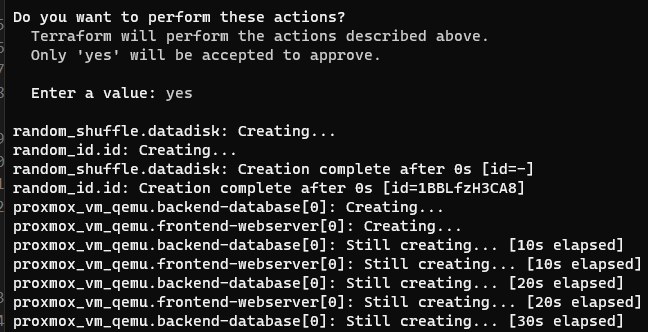 Do you want to perform these actions?
Terraform will perform the actions described above.
Only 'yes' will be accepted to approve.
Enter a value: yes
random_shuffle.datadisk: Creating...
random_id.id: Creating...
random_shuffle.datadisk: Creation complete after 0s [id=-]
random_id.id: Creation complete after 0s [id=1BBLfzH3CA8]
proxmox_vm_qemu.backend-database[0]: Creating...
proxmox_vm_qemu.frontend-webserver[0]: Creating...
proxmox_vm_qemu.backend-database[0]: Still creating... [10s elapsed]
proxmox_vm_qemu.frontend-webserver[0]: Still creating... [10s elapsed]
proxmox_vm_qemu.backend-database[0]: Still creating... [20s elapsed]
proxmox_vm_qemu.frontend-webserver[0]: Still creating... [20s elapsed]
proxmox_vm_qemu.backend-database[0]: Still creating... [30s elapsed]